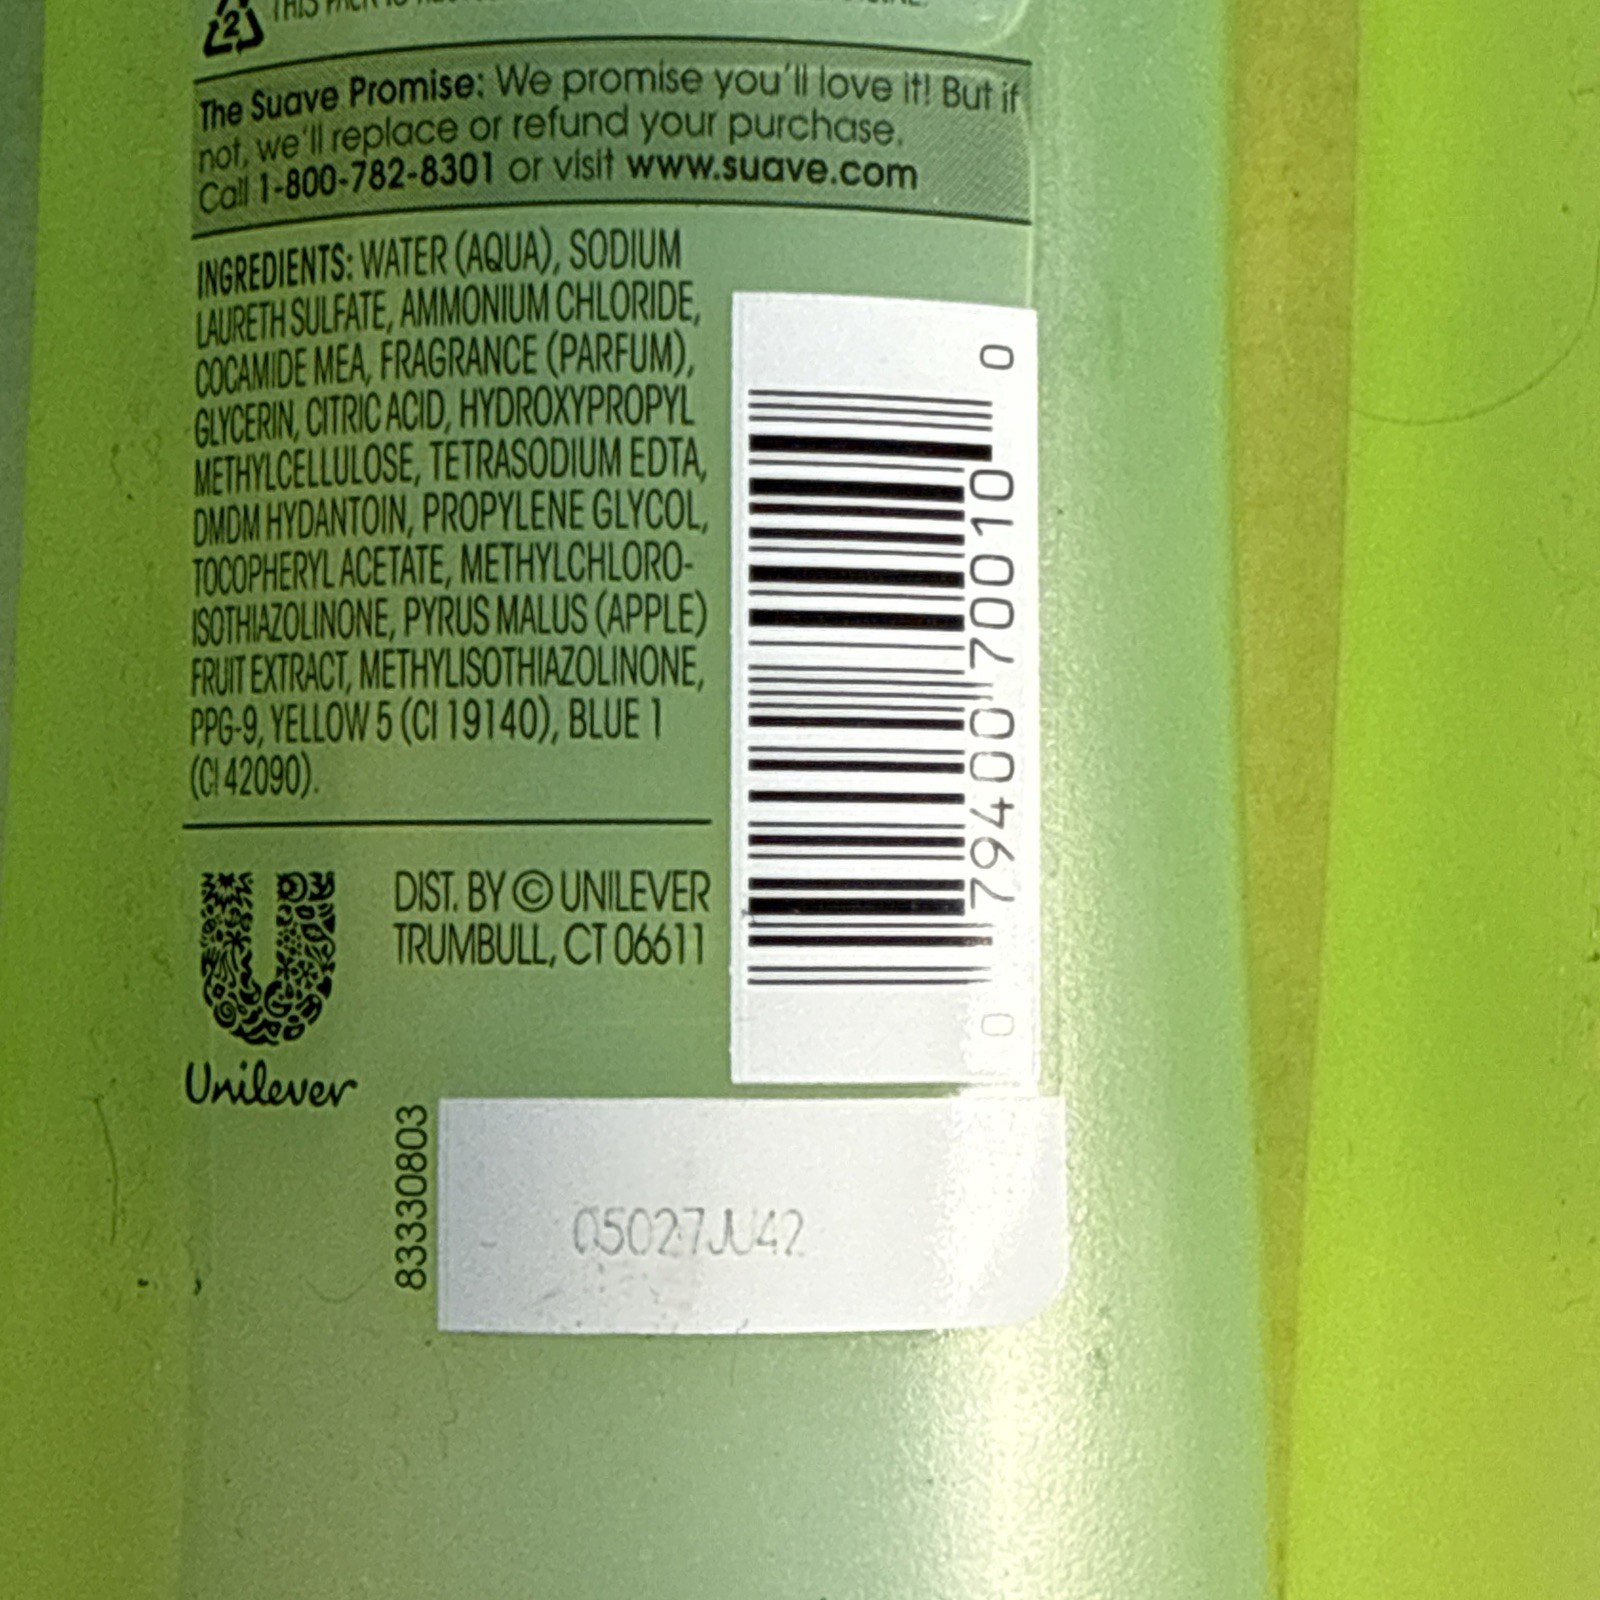 2
The Suave Promise: We promise you'll love it! But if
not, we'll replace or refund your purchase.
Call 1-800-782-8301 or visit www.suave.com
INGREDIENTS: WATER (AQUA), SODIUM
LAURETH SULFATE, AMMONIUM CHLORIDE,
COCAMIDE MEA, FRAGRANCE (PARFUM),
GLYCERIN, CITRIC ACID, HYDROXYPROPYL
METHYLCELLULOSE, TETRASODIUM EDTA,
DMDM HYDANTOIN, PROPYLENE GLYCOL,
TOCOPHERYL ACETATE, METHYLCHLORO-
ISOTHIAZOLINONE, PYRUS MALUS (APPLE)
FRUIT EXTRACT, METHYLISOTHIAZOLINONE,
PPG-9, YELLOW 5 (CI 19140), BLUE 1
(CI 42090).
0 79400 70010 0
DIST. BY © UNILEVER
TRUMBULL, CT 06611
Unilever
83330803
05027JU42